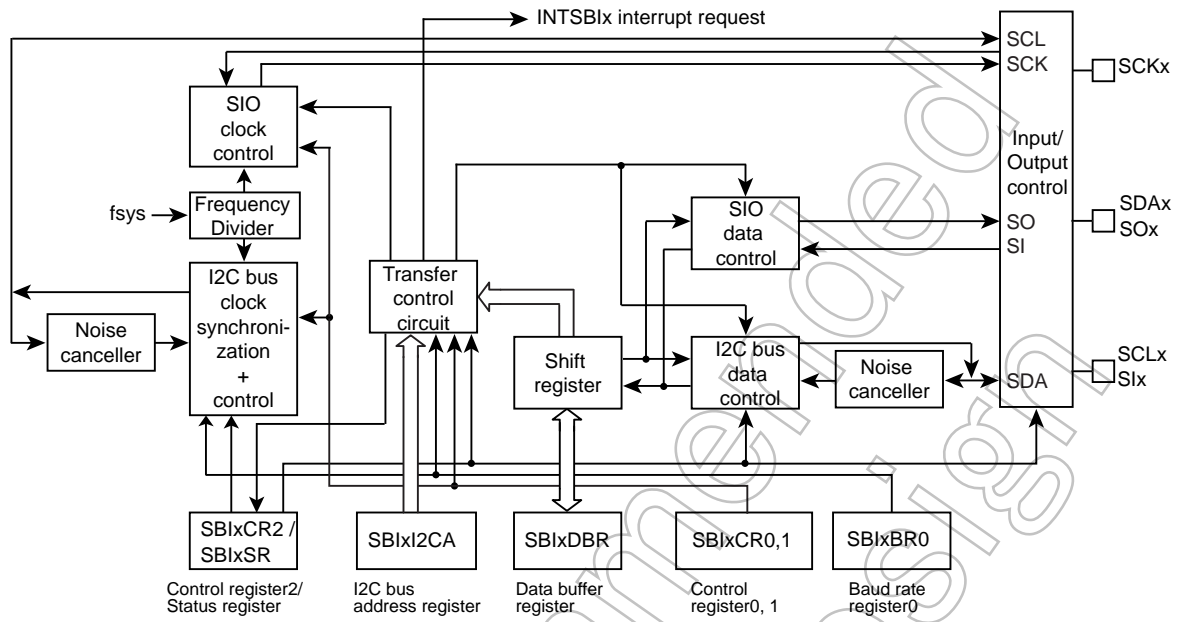 INTSBIx interrupt request
SCL
SCK
SCKx
SIO
clock
control
Input/
Output
control
fsys
Frequency
Divider
SIO
data
control
SO
SI
SDAx
SOx
I2C bus
clock
synchroni-
zation
+
control
Noise
canceller
Transfer
control
circuit
Shift
register
I2C bus
data
control
Noise
canceller
SDA
SCLx
SIx
SBIxCR2 /
SBIxSR
SBIxI2CA
SBIxDBR
SBIxCR0,1
SBIxBR0
Control register2/
Status register
I2C bus
address register
Data buffer
register
Control
register0, 1
Baud rate
register0